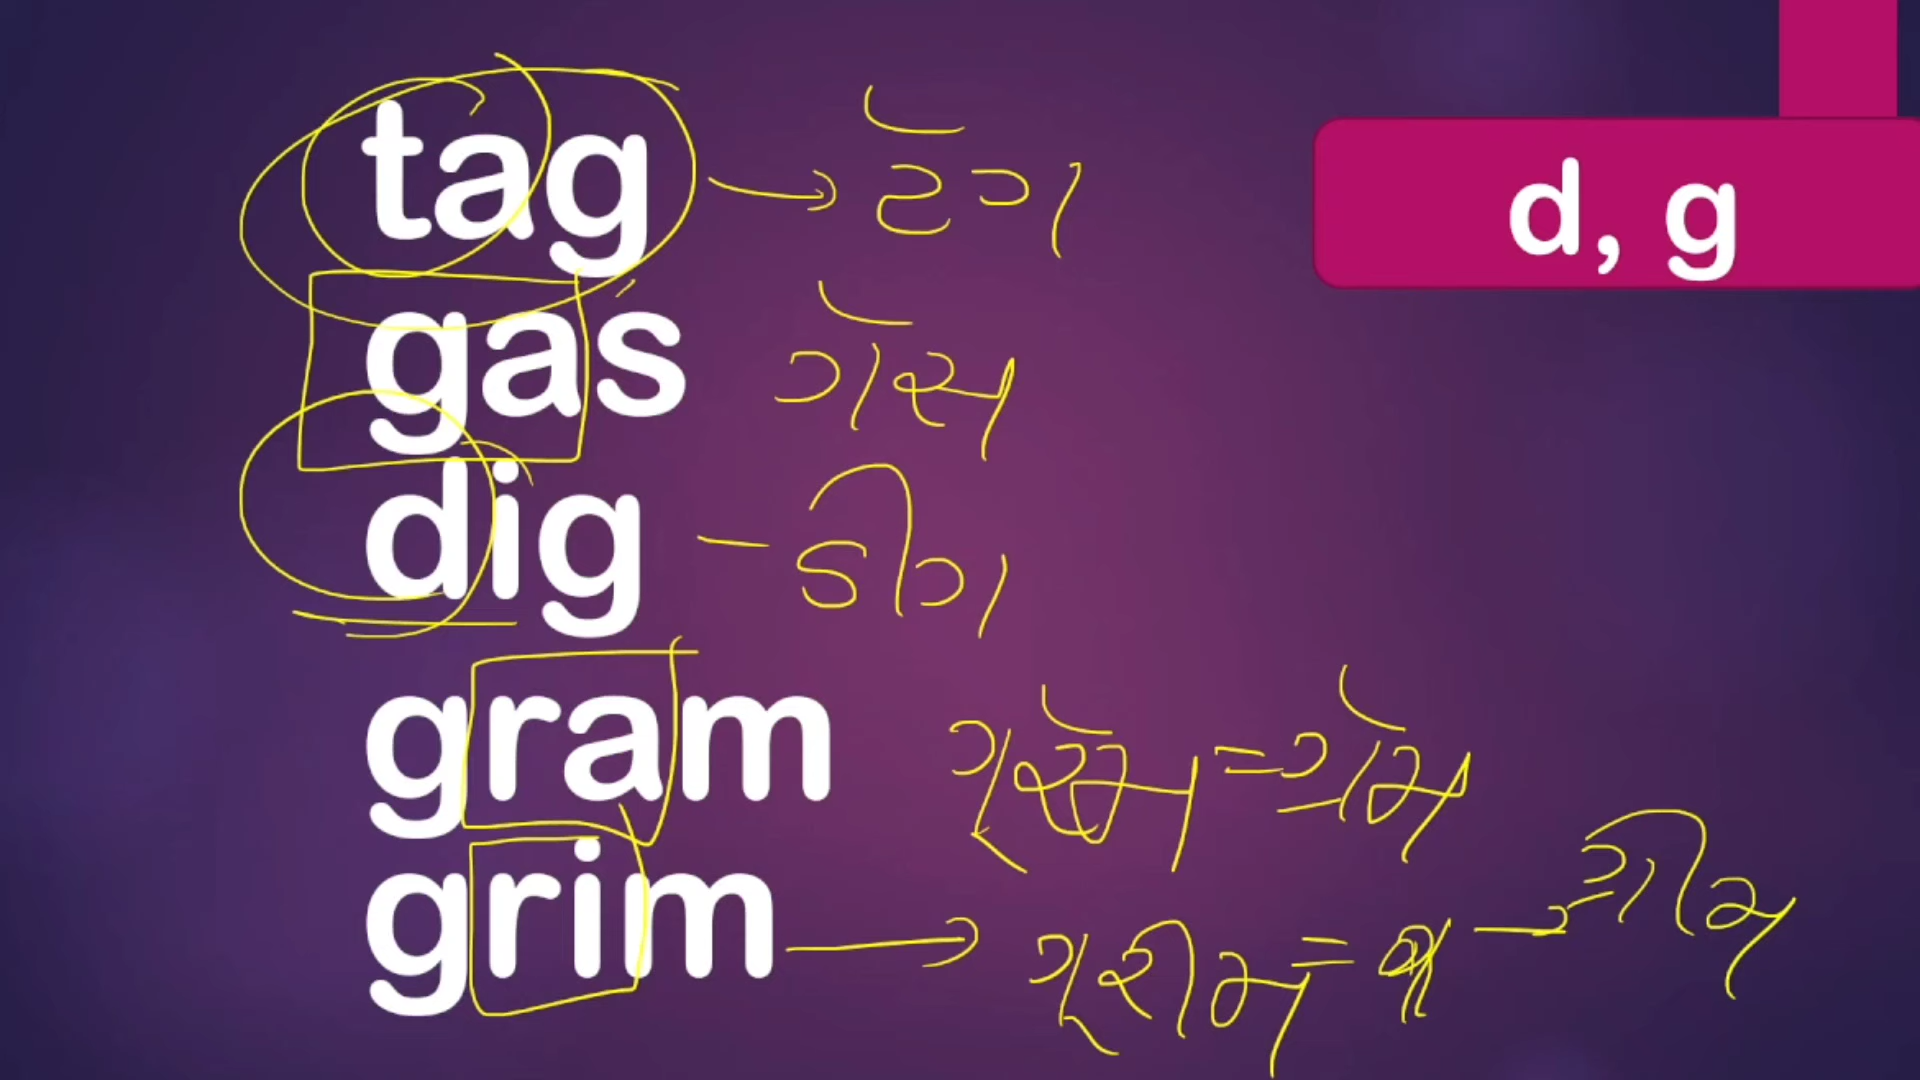 tag → ટૅગ
d, g
gas ગૅસ
dig - ડીગ
gram ગ્રૅમ = ગ્રૅમ
grim → ગ્રીમ = → ગ્રીમ